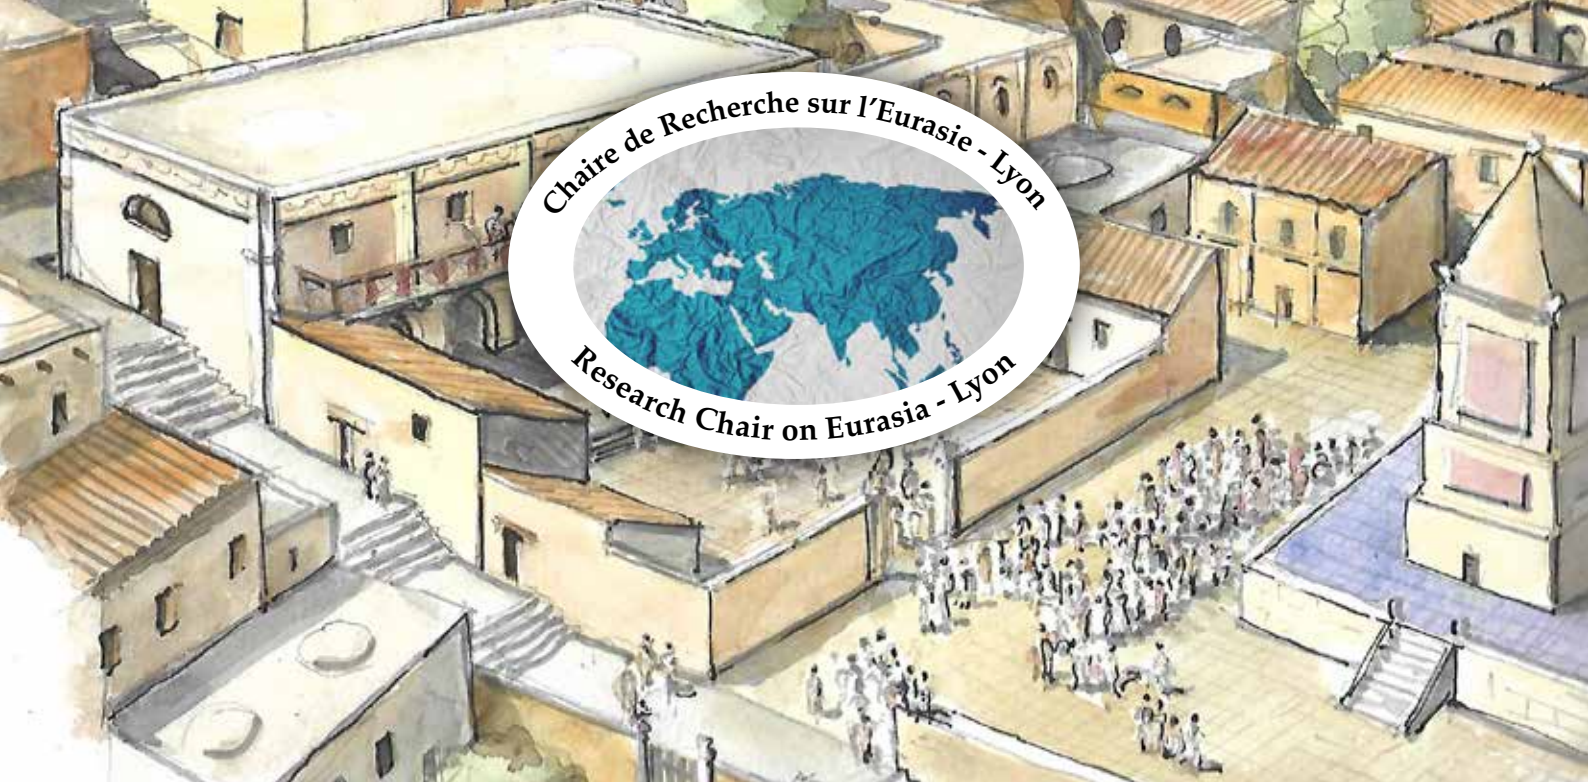 Chaire de Recherche sur l’Eurasie - Lyon
Research Chair on Eurasia - Lyon